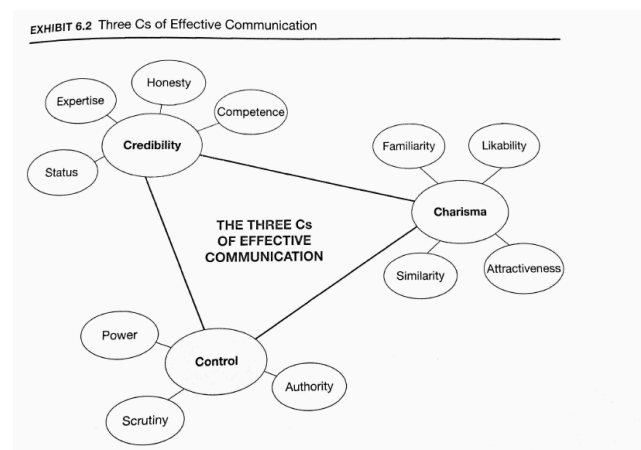 EXHIBIT 6.2 Three Cs of Effective Communication
Honesty
Expertise
Competence
Credibility
Status
Familiarity
Likability
Charisma
Similarity
Attractiveness
THE THREE Cs
OF EFFECTIVE
COMMUNICATION
Power
Control
Authority
Scrutiny